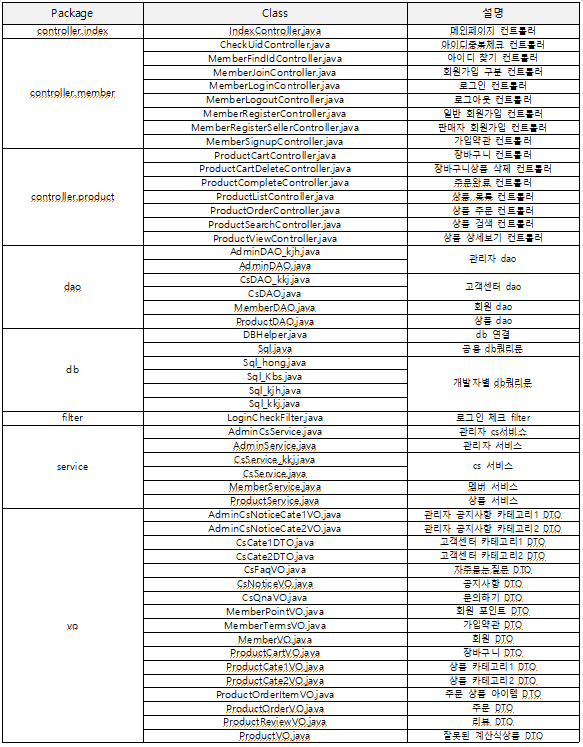 Package Class 설명
controller.index IndexController.java 메인페이지 컨트롤러
controller.member CheckUidController.java 아이디중복체크 컨트롤러
MemberFindIdController.java 아이디 찾기 컨트롤러
MemberJoinController.java 회원가입 구분 컨트롤러
MemberLoginController.java 로그인 컨트롤러
MemberLogoutController.java 로그아웃 컨트롤러
MemberRegisterController.java 일반 회원가입 컨트롤러
MemberRegisterSellerController.java 판매자 회원가입 컨트롤러
MemberSignupController.java 가입약관 컨트롤러
controller.product ProductCartController.java 장바구니 컨트롤러
ProductCartDeleteController.java 장바구니상품 삭제 컨트롤러
ProductCompleteController.java 주문완료 컨트롤러
ProductListController.java 상품 목록 컨트롤러
ProductOrderController.java 상품 주문 컨트롤러
ProductSearchController.java 상품 검색 컨트롤러
ProductViewController.java 상품 상세보기 컨트롤러
dao AdminDAO_kjh.java 관리자 dao
AdminDAO.java
CsDAO_kkj.java 고객센터 dao
CsDAO.java
MemberDAO.java 회원 dao
ProductDAO.java 상품 dao
db DBHelper.java db 연결
Sql.java 공용 db쿼리문
Sql_hong.java 개발자별 db쿼리문
Sql_Kbs.java
Sql_kjh.java
Sql_kkj.java
filter LoginCheckFilter.java 로그인 체크 filter
service AdminCsService.java 관리자 cs서비스
AdminService.java 관리자 서비스
CsService_kkj.java cs 서비스
CsService.java
MemberService.java 멤버 서비스
ProductService.java 상품 서비스
vo AdminCsNoticeCate1VO.java 관리자 공지사항 카테고리1 DTO
AdminCsNoticeCate2VO.java 관리자 공지사항 카테고리2 DTO
CsCate1DTO.java 고객센터 카테고리1 DTO
CsCate2DTO.java 고객센터 카테고리2 DTO
CsFaqVO.java 자주묻는질문 DTO
CsNoticeVO.java 공지사항 DTO
CsQnaVO.java 문의하기 DTO
MemberPointVO.java 회원 포인트 DTO
MemberTermsVO.java 가입약관 DTO
MemberVO.java 회원 DTO
ProductCartVO.java 장바구니 DTO
ProductCate1VO.java 상품 카테고리1 DTO
ProductCate2VO.java 상품 카테고리2 DTO
ProductOrderItemVO.java 주문 상품 아이템 DTO
ProductOrderVO.java 주문 DTO
ProductReviewVO.java 리뷰 DTO
ProductVO.java 잘못된 계산식상품 DTO